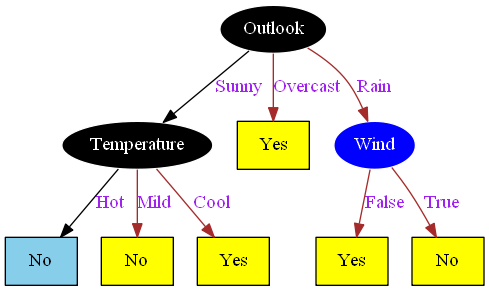 Outlook
Sunny Overcast Rain
Temperature Yes Wind
Hot Mild Cool False True
No No Yes Yes No